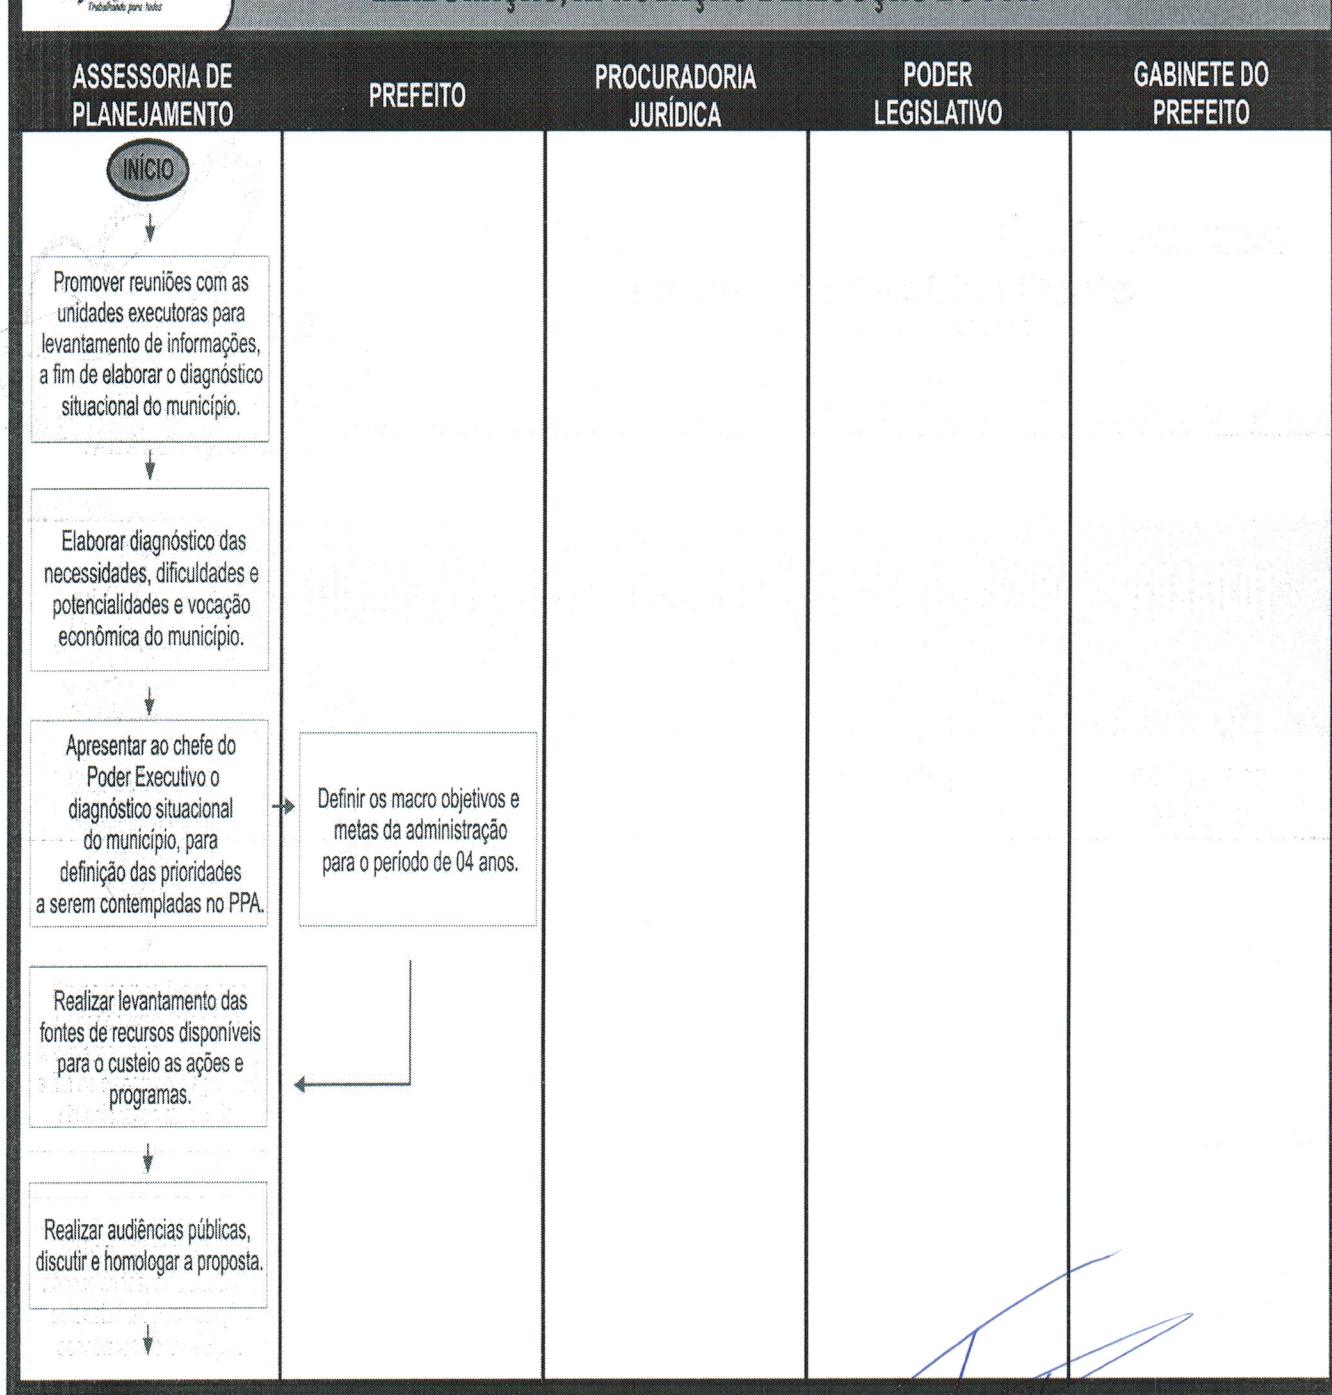 Trabalhando para todos
ASSESSORIA DE
PLANEJAMENTO
PREFEITO
PROCURADORIA
JURÍDICA
PODER
LEGISLATIVO
GABINETE DO
PREFEITO
INÍCIO
Promover reuniões com as
unidades executoras para
levantamento de informações,
a fim de elaborar o diagnóstico
situacional do município.
Elaborar diagnóstico das
necessidades, dificuldades e
potencialidades e vocação
econômica do município.
Apresentar ao chefe do
Poder Executivo o
diagnóstico situacional
do município, para
definição das prioridades
a serem contempladas no PPA.
Definir os macro objetivos e
metas da administração
para o período de 04 anos.
Realizar levantamento das
fontes de recursos disponíveis
para o custeio as ações e
programas.
Realizar audiências públicas,
discutir e homologar a proposta.